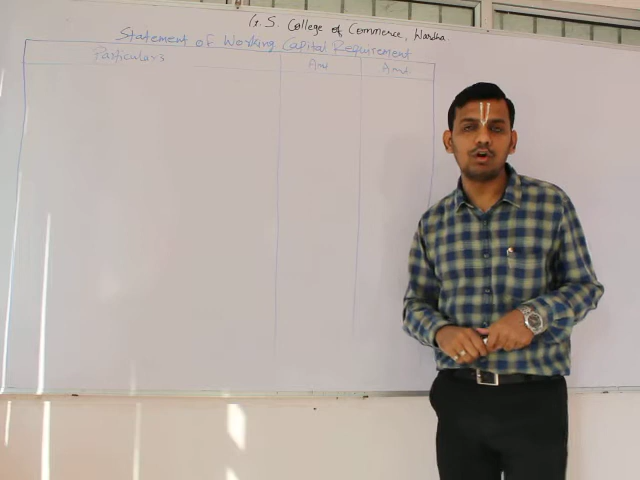 G.S. College of Commerce, Wardha.
Statement of Working Capital Requirement
Particulars Amt Amt